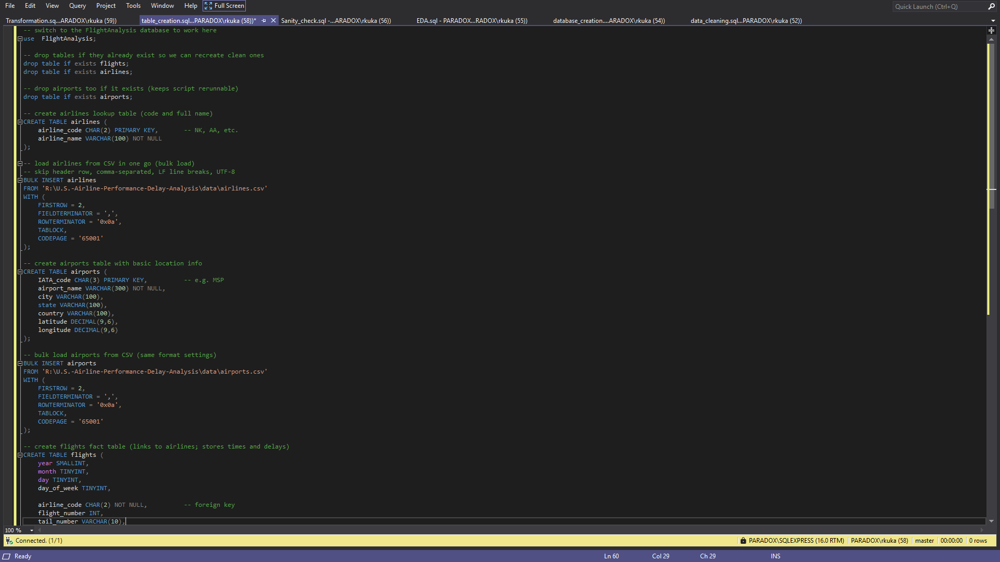 File Edit View Query Project Tools Window Help Full Screen Quick Launch (Ctrl+Q)
Transformation.sq...ARADOX\rkuka (59)) table_creation.sql...PARADOX\rkuka (58))* Sanity_check.sql -...ARADOX\rkuka (56)) EDA.sql - PARADOX...RADOX\rkuka (55)) database_creation....ARADOX\rkuka (54)) data_cleaning.sql...PARADOX\rkuka (52))
-- switch to the FlightAnalysis database to work here
use  FlightAnalysis;
-- drop tables if they already exist so we can recreate clean ones
drop table if exists flights;
drop table if exists airlines;
-- drop airports too if it exists (keeps script rerunnable)
drop table if exists airports;
-- create airlines lookup table (code and full name)
CREATE TABLE airlines (
    airline_code CHAR(2) PRIMARY KEY,       -- NK, AA, etc.
    airline_name VARCHAR(100) NOT NULL
);
-- load airlines from CSV in one go (bulk load)
-- skip header row, comma-separated, LF line breaks, UTF-8
BULK INSERT airlines
FROM 'R:\U.S.-Airline-Performance-Delay-Analysis\data\airlines.csv'
WITH (
    FIRSTROW = 2,
    FIELDTERMINATOR = ',',
    ROWTERMINATOR = '0x0a',
    TABLOCK,
    CODEPAGE = '65001'
);
-- create airports table with basic location info
CREATE TABLE airports (
    IATA_code CHAR(3) PRIMARY KEY,          -- e.g. MSP
    airport_name VARCHAR(300) NOT NULL,
    city VARCHAR(100),
    state VARCHAR(100),
    country VARCHAR(100),
    latitude DECIMAL(9,6),
    longitude DECIMAL(9,6)
);
-- bulk load airports from CSV (same format settings)
BULK INSERT airports
FROM 'R:\U.S.-Airline-Performance-Delay-Analysis\data\airports.csv'
WITH (
    FIRSTROW = 2,
    FIELDTERMINATOR = ',',
    ROWTERMINATOR = '0x0a',
    TABLOCK,
    CODEPAGE = '65001'
);
-- create flights fact table (links to airlines; stores times and delays)
CREATE TABLE flights (
    year SMALLINT,
    month TINYINT,
    day TINYINT,
    day_of_week TINYINT,
    airline_code CHAR(2) NOT NULL,          -- foreign key
    flight_number INT,
    tail_number VARCHAR(10),
100 %
Connected. (1/1) PARADOX\SQLEXPRESS (16.0 RTM) PARADOX\rkuka (58) master 00:00:00 0 rows
Ready Ln 60 Col 29 Ch 29 INS